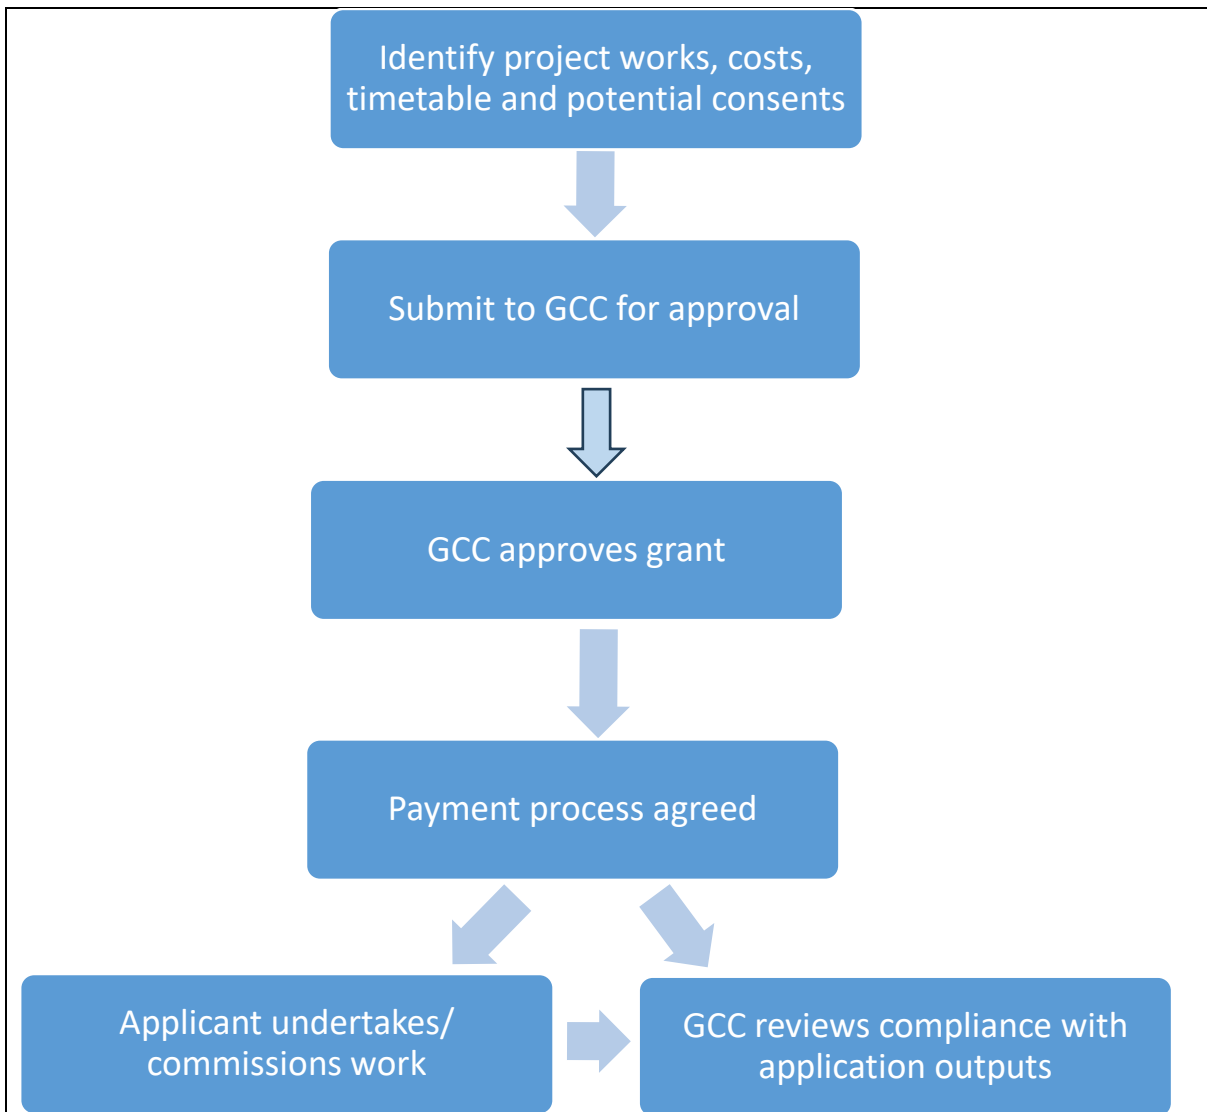 Identify project works, costs,
timetable and potential consents
Submit to GCC for approval
GCC approves grant
Payment process agreed
Applicant undertakes/
commissions work
GCC reviews compliance with
application outputs